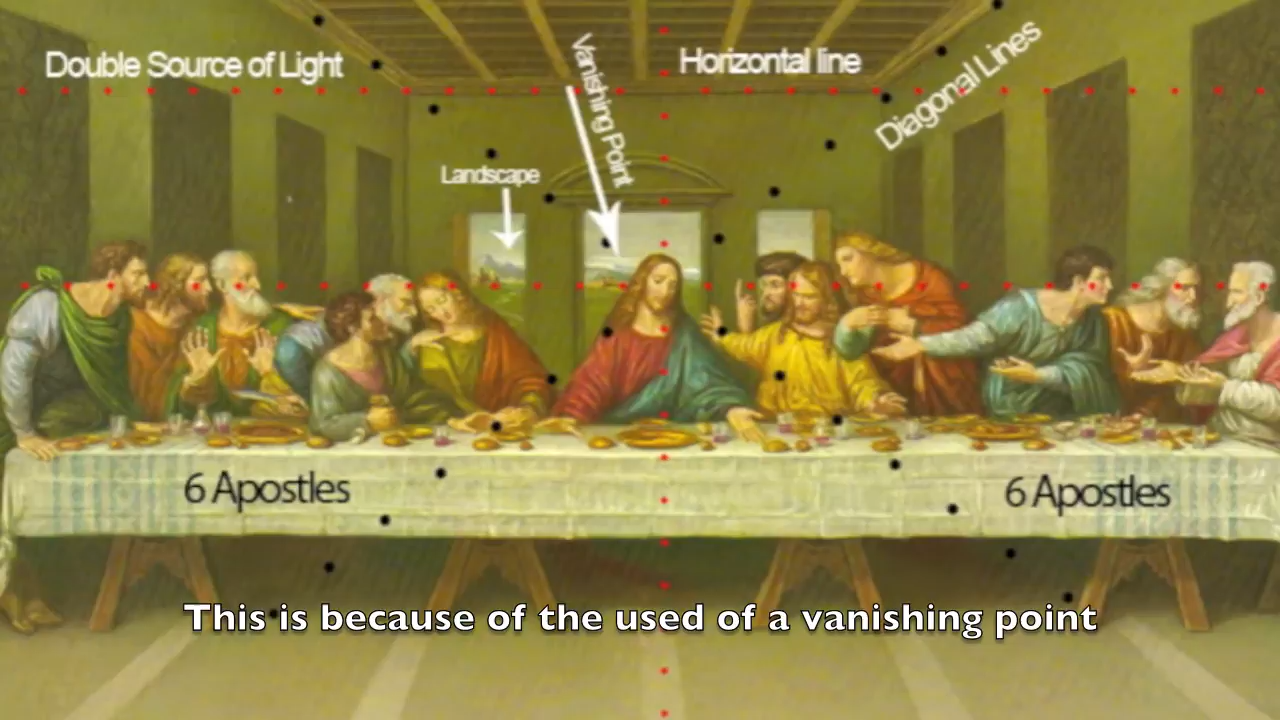 Double Source of Light
Horizontal line
Diagonal Lines
Vanishing Point
Landscape
6 Apostles
6 Apostles
This is because of the used of a vanishing point